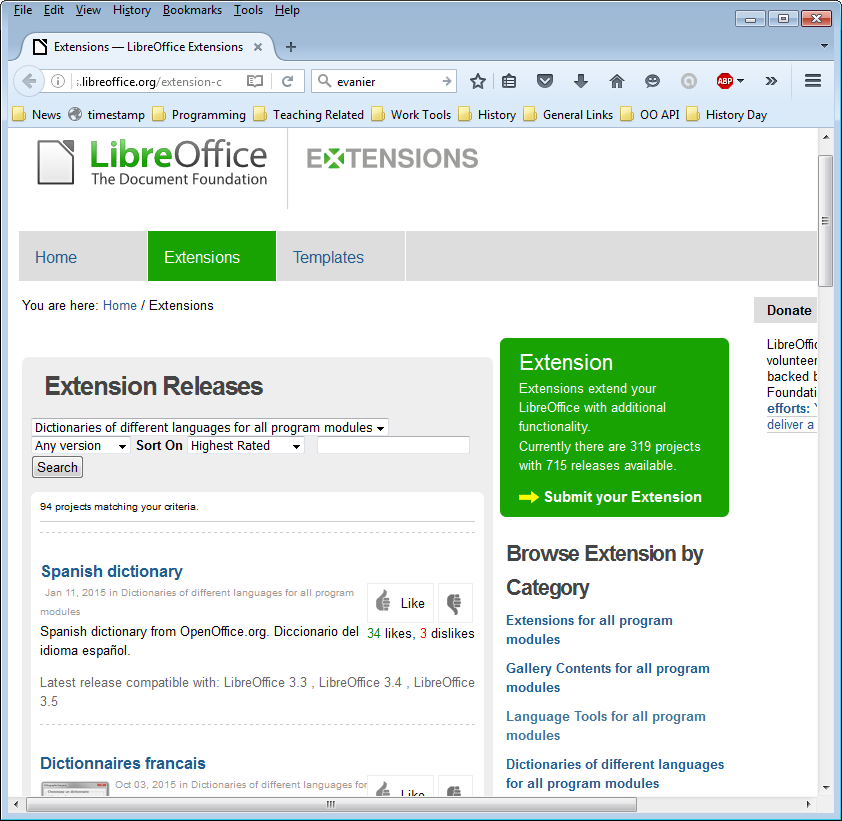 File Edit View History Bookmarks Tools Help
Extensions — LibreOffice Extensions
.libreoffice.org/extension-c evanier ABP
News timestamp Programming Teaching Related Work Tools History General Links OO API History Day
LibreOffice
The Document Foundation
EXTENSIONS
Home Extensions Templates
You are here: Home / Extensions
Donate
LibreOffic
volunteer
backed b
Foundati
efforts:
deliver a
Extension Releases
Dictionaries of different languages for all program modules
Any version Sort On Highest Rated
Search
94 projects matching your criteria.
Spanish dictionary
Jan 11, 2015 in Dictionaries of different languages for all program
modules
Like
34 likes, 3 dislikes
Spanish dictionary from OpenOffice.org. Diccionario del
idioma español.
Latest release compatible with: LibreOffice 3.3 , LibreOffice 3.4 , LibreOffice
3.5
Dictionnaires francais
Oct 03, 2015 in Dictionaries of different languages for
Like
Extension
Extensions extend your
LibreOffice with additional
functionality.
Currently there are 319 projects
with 715 releases available.
Submit your Extension
Browse Extension by
Category
Extensions for all program
modules
Gallery Contents for all program
modules
Language Tools for all program
modules
Dictionaries of different languages
for all program modules